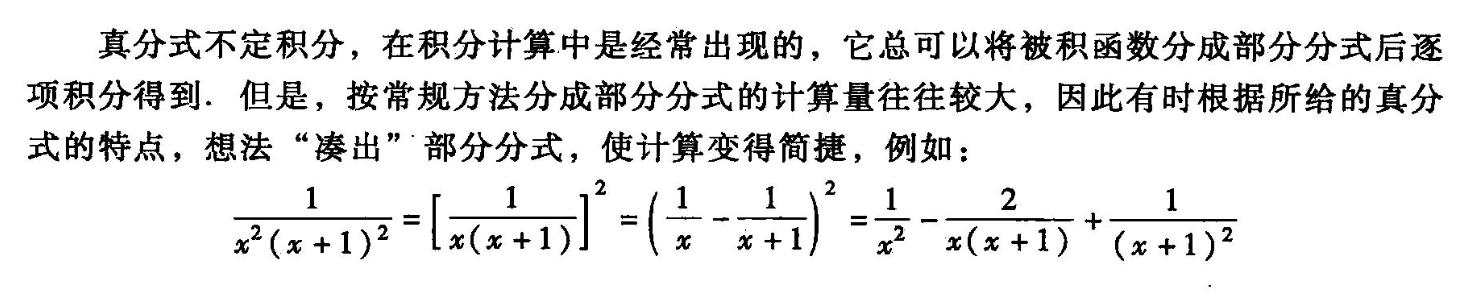 真分式不定积分，在积分计算中是经常出现的，它总可以将被积函数分成部分分式后逐
项积分得到．但是，按常规方法分成部分分式的计算量往往较大，因此有时根据所给的真分
式的特点，想法“凑出”部分分式，使计算变得简捷，例如：
$\frac{1}{x^2(x+1)^2}=\left[\frac{1}{x(x+1)}\right]^2=\left(\frac{1}{x}-\frac{1}{x+1}\right)^2=\frac{1}{x^2}-\frac{2}{x(x+1)}+\frac{1}{(x+1)^2}$